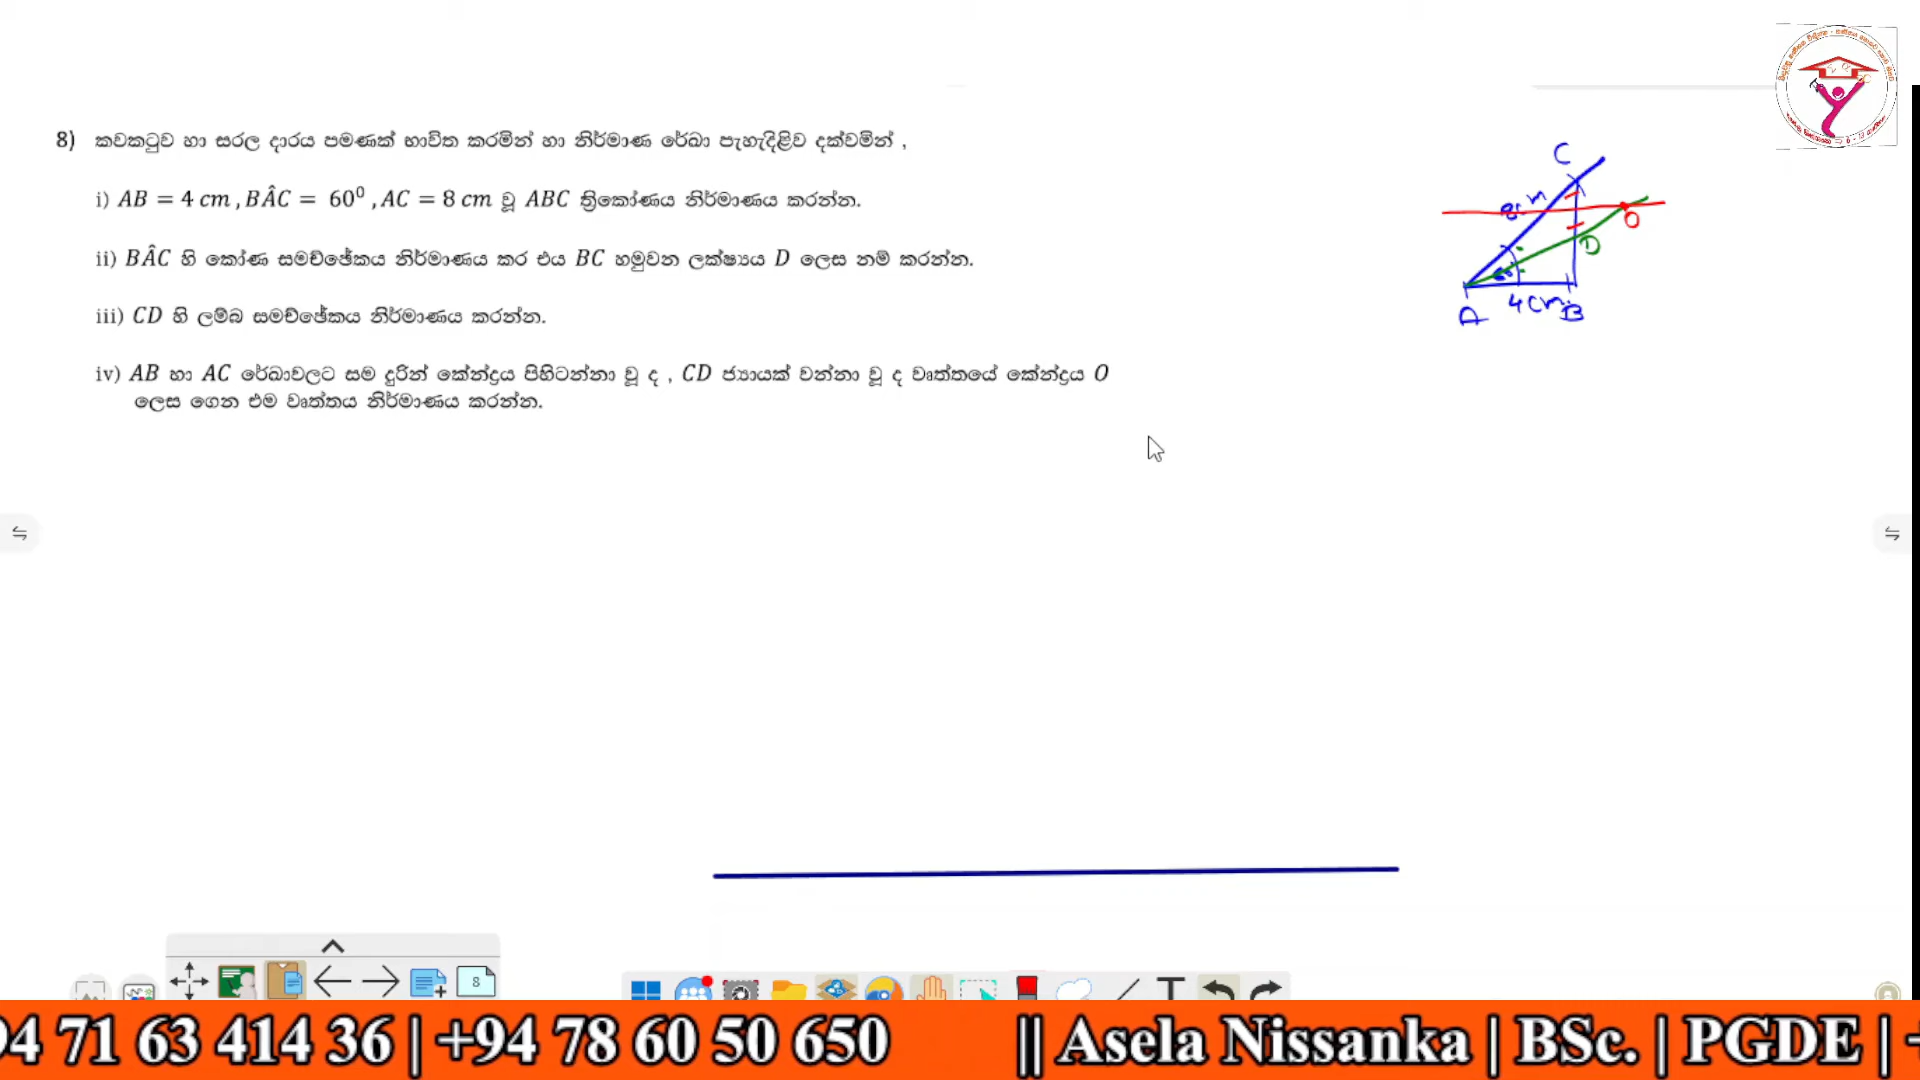 8) කවකටුව හා සරල දාරය පමණක් භාවිත කරමින් හා නිර්මාණ රේඛා පැහැදිළිව දක්වමින් ,
i) AB = 4 cm , BÂC = 60⁰ , AC = 8 cm වූ ABC ත්‍රිකෝණය නිර්මාණය කරන්න.
ii) BÂC හි කෝණ සමච්ඡේකය නිර්මාණය කර එය BC හමුවන ලක්ෂ්‍යය D ලෙස නම් කරන්න.
iii) CD හි ලම්බ සමච්ඡේකය නිර්මාණය කරන්න.
iv) AB හා AC රේඛාවලට සම දුරින් කේන්ද්‍රය පිහිටන්නා වූ ද , CD ජ්‍යායක් වන්නා වූ ද වෘත්තයේ කේන්ද්‍රය O
ලෙස ගෙන එම වෘත්තය නිර්මාණය කරන්න.
C
8cm
O
D
60°
4cm
A
B
8
94 71 63 414 36 | +94 78 60 50 650 || Asela Nissanka | BSc. | PGDE | +